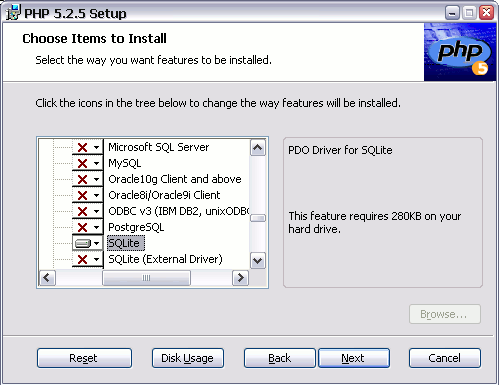 PHP 5.2.5 Setup
Choose Items to Install
Select the way you want features to be installed.
php
5
Click the icons in the tree below to change the way features will be installed.
Microsoft SQL Server
MySQL
Oracle10g Client and above
Oracle8i/Oracle9i Client
ODBC v3 (IBM DB2, unixODB
PostgreSQL
SQLite
SQLite (External Driver)
PDO Driver for SQLite
This feature requires 280KB on your
hard drive.
Browse...
Reset
Disk Usage
Back
Next
Cancel